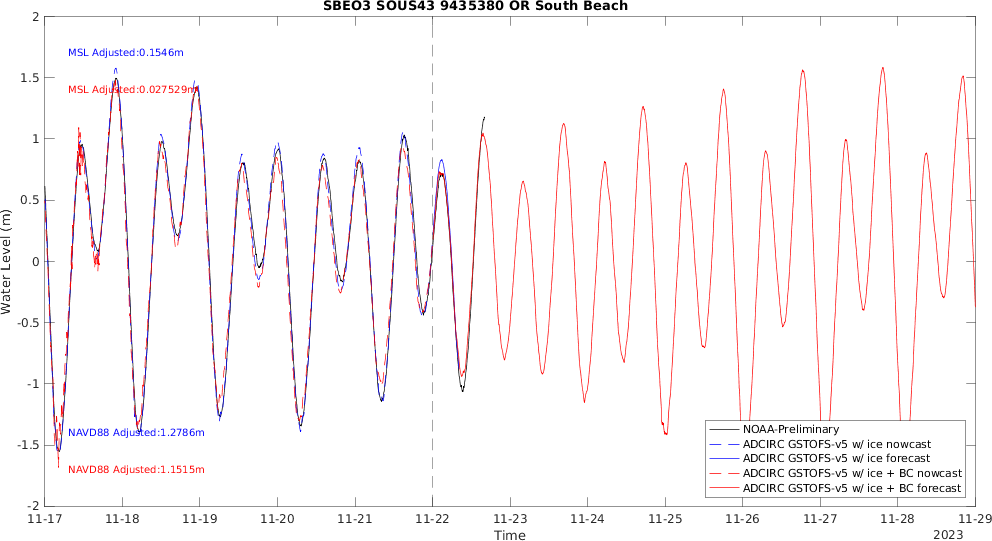 SBEO3 SOUS43 9435380 OR South Beach
2
1.5
1
0.5
0
-0.5
-1
-1.5
-2
Water Level (m)
MSL Adjusted:0.1546m
MSL Adjusted:0.027529m
NAVD88 Adjusted:1.2786m
NAVD88 Adjusted:1.1515m
NOAA-Preliminary
ADCIRC GSTOFS-v5 w/ ice nowcast
ADCIRC GSTOFS-v5 w/ ice forecast
ADCIRC GSTOFS-v5 w/ ice + BC nowcast
ADCIRC GSTOFS-v5 w/ ice + BC forecast
11-17 11-18 11-19 11-20 11-21 11-22 11-23 11-24 11-25 11-26 11-27 11-28 11-29
Time
2023